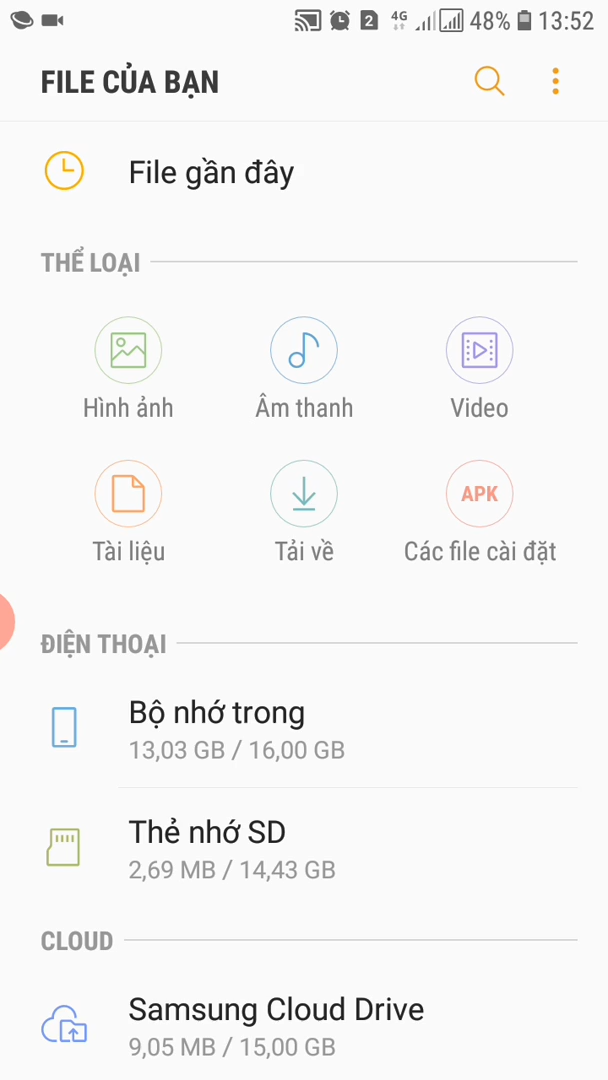 2 4G 48% 13:52
FILE CỦA BẠN
File gần đây
THỂ LOẠI
Hình ảnh Âm thanh Video
APK
Tài liệu Tải về Các file cài đặt
ĐIỆN THOẠI
Bộ nhớ trong
13,03 GB / 16,00 GB
Thẻ nhớ SD
2,69 MB / 14,43 GB
CLOUD
Samsung Cloud Drive
9,05 MB / 15,00 GB